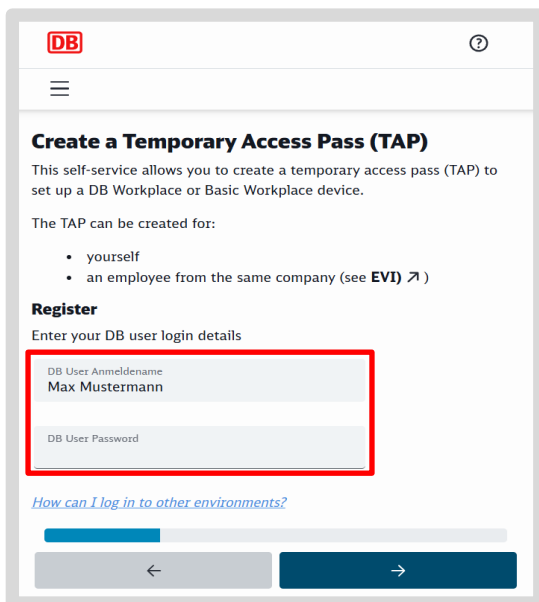 DB
?
Create a Temporary Access Pass (TAP)
This self-service allows you to create a temporary access pass (TAP) to
set up a DB Workplace or Basic Workplace device.
The TAP can be created for:
• yourself
• an employee from the same company (see EVI) ↗ )
Register
Enter your DB user login details
DB User Anmeldename
Max Mustermann
DB User Password
How can I log in to other environments?
← →